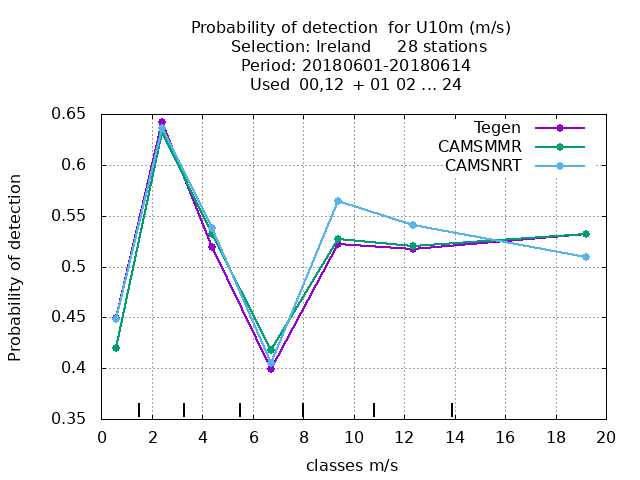 Probability of detection  for U10m (m/s)
Selection: Ireland     28 stations
Period: 20180601-20180614
Used  00,12  + 01 02 ... 24
Tegen
CAMSMMR
CAMSNRT
Probability of detection
0.65
0.6
0.55
0.5
0.45
0.4
0.35
0 2 4 6 8 10 12 14 16 18 20
classes m/s